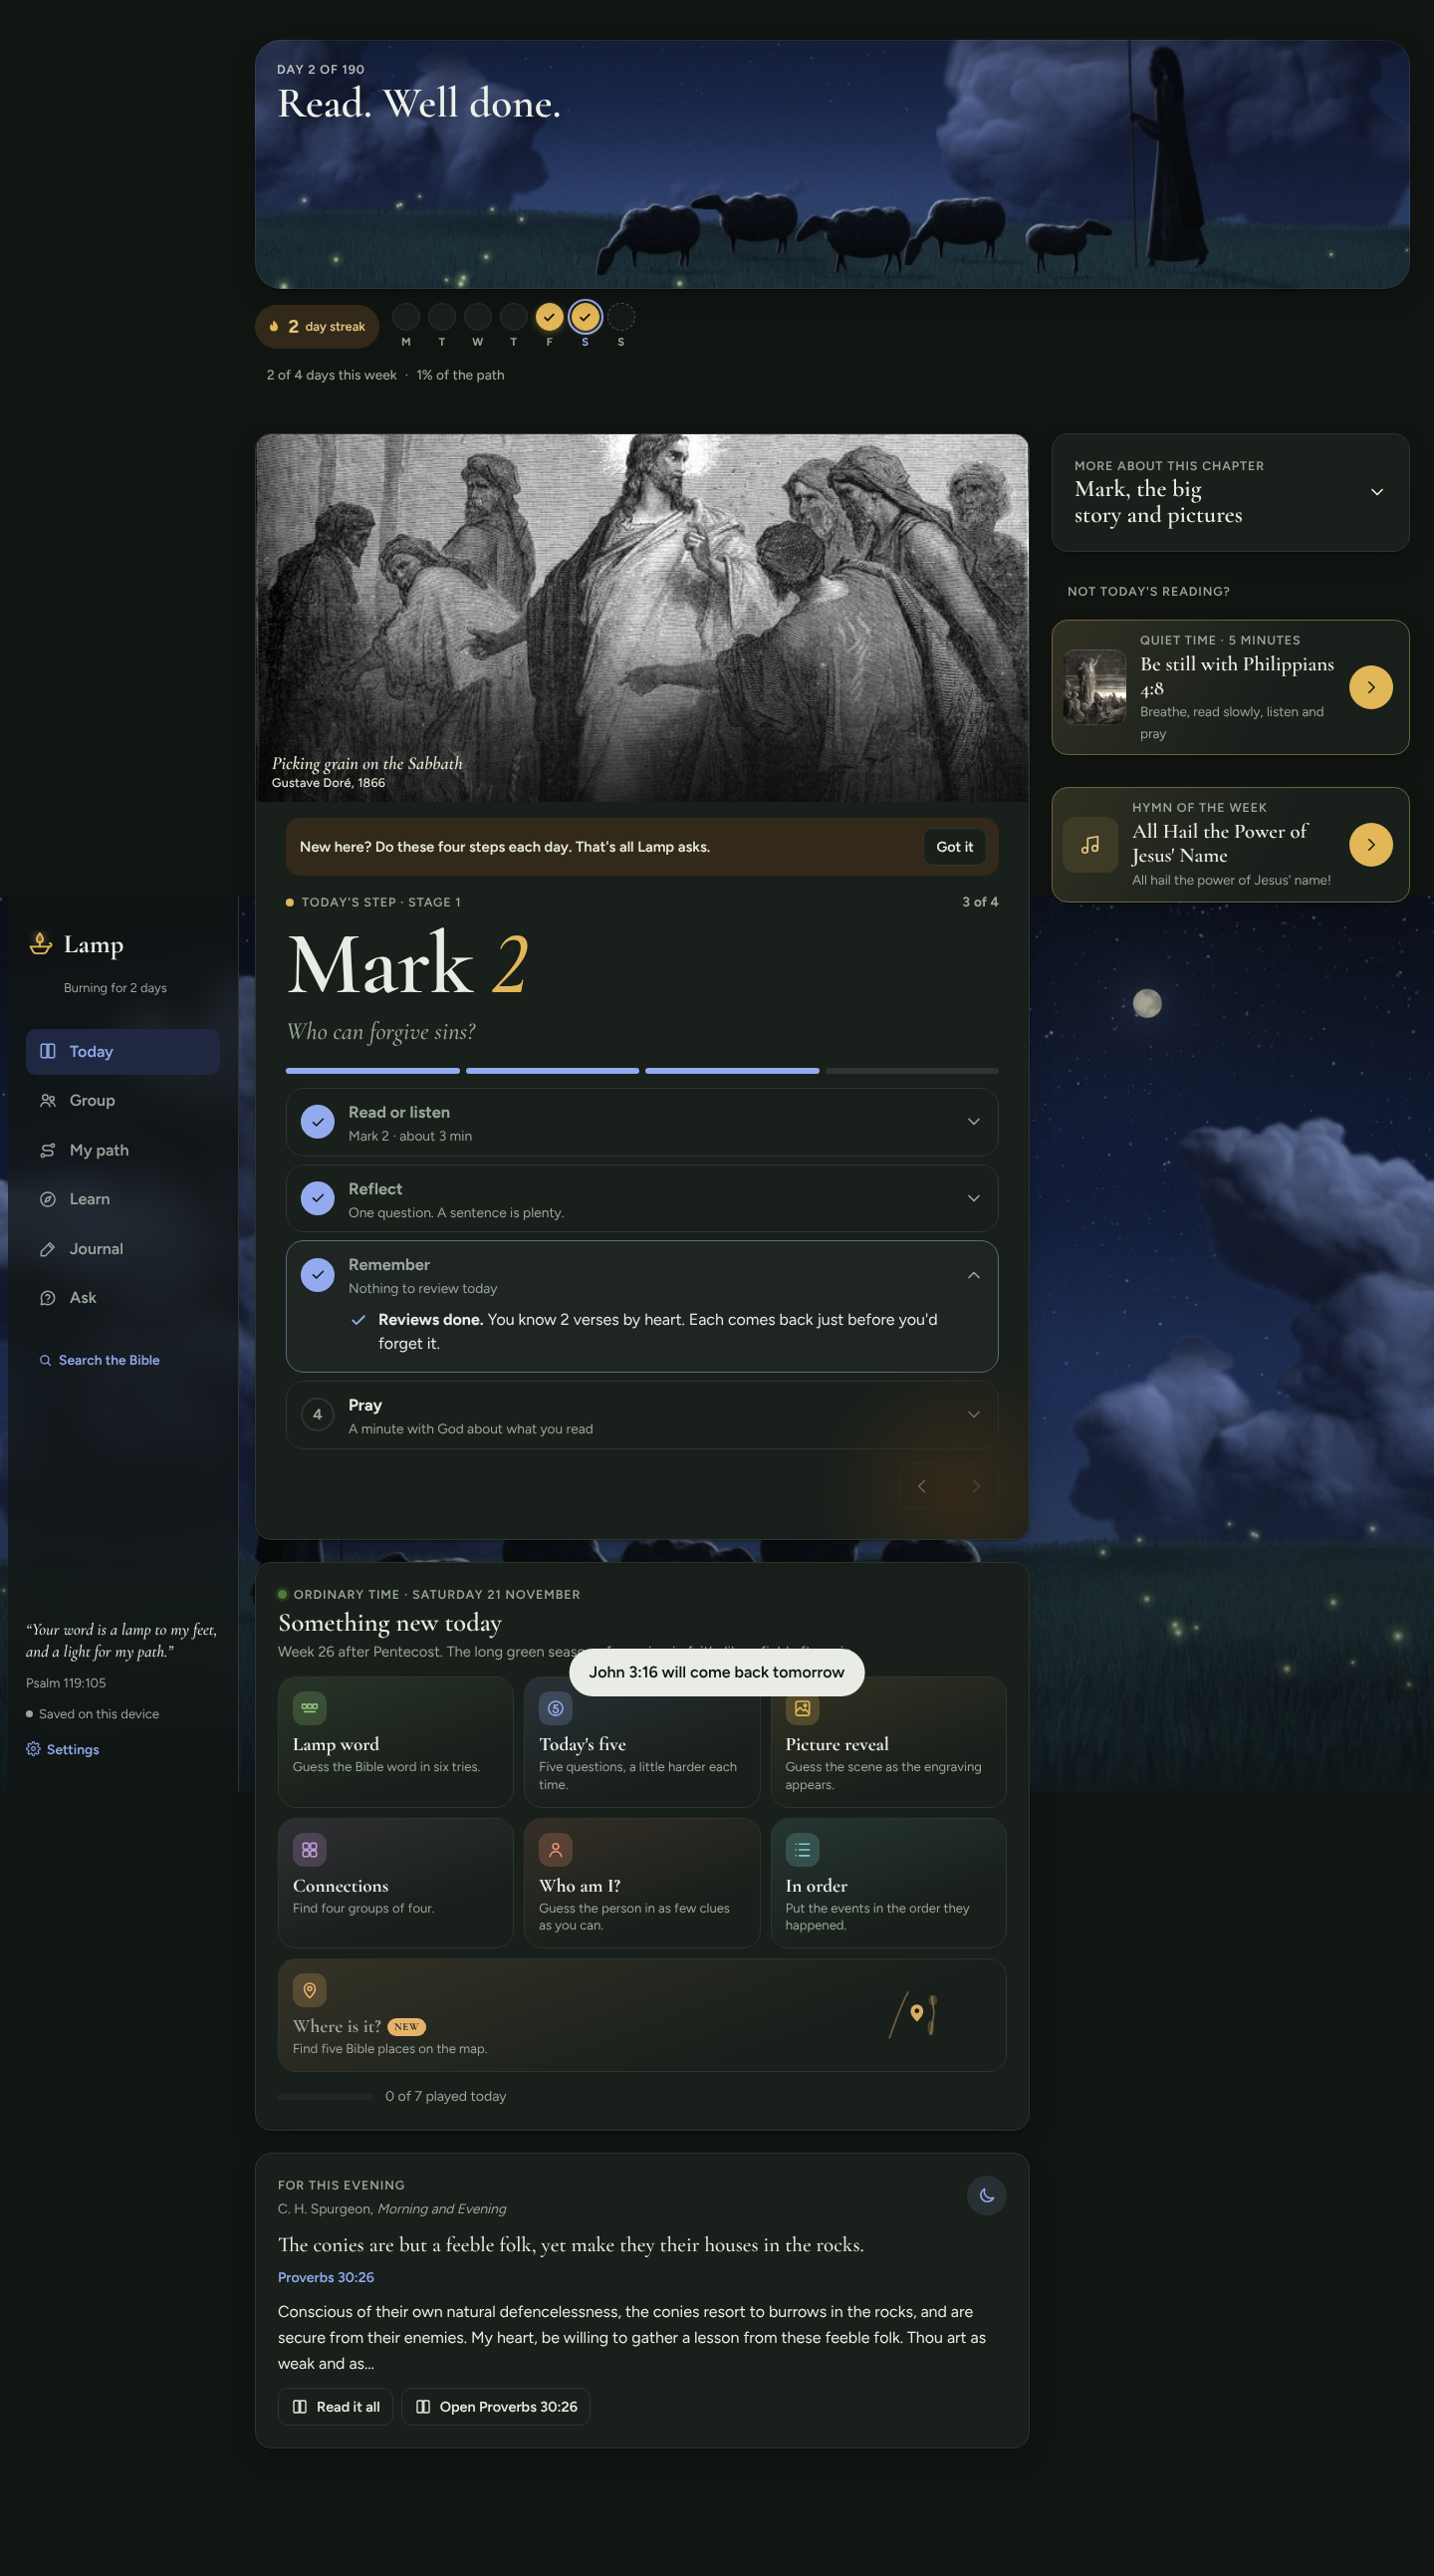 DAY 2 OF 190
Read. Well done.
2 day streak
M T W T F S S
2 of 4 days this week · 1% of the path
Picking grain on the Sabbath
Gustave Doré, 1866
New here? Do these four steps each day. That's all Lamp asks.
Got it
TODAY'S STEP · STAGE 1
3 of 4
Mark 2
Who can forgive sins?
Read or listen
Mark 2 · about 3 min
Reflect
One question. A sentence is plenty.
Remember
Nothing to review today
Reviews done. You know 2 verses by heart. Each comes back just before you'd
forget it.
4
Pray
A minute with God about what you read
MORE ABOUT THIS CHAPTER
Mark, the big
story and pictures
NOT TODAY'S READING?
QUIET TIME · 5 MINUTES
Be still with Philippians
4:8
Breathe, read slowly, listen and
pray
HYMN OF THE WEEK
All Hail the Power of
Jesus' Name
All hail the power of Jesus' name!
Lamp
Burning for 2 days
Today
Group
My path
Learn
Journal
Ask
Search the Bible
“Your word is a lamp to my feet,
and a light for my path.”
Psalm 119:105
Saved on this device
Settings
ORDINARY TIME · SATURDAY 21 NOVEMBER
Something new today
Week 26 after Pentecost. The long green
John 3:16 will come back tomorrow
Lamp word
Guess the Bible word in six tries.
Today's five
Five questions, a little harder each
time.
Picture reveal
Guess the scene as the engraving
appears.
Connections
Find four groups of four.
Who am I?
Guess the person in as few clues
as you can.
In order
Put the events in the order they
happened.
Where is it? NEW
Find five Bible places on the map.
0 of 7 played today
FOR THIS EVENING
C. H. Spurgeon, Morning and Evening
The conies are but a feeble folk, yet make they their houses in the rocks.
Proverbs 30:26
Conscious of their own natural defencelessness, the conies resort to burrows in the rocks, and are
secure from their enemies. My heart, be willing to gather a lesson from these feeble folk. Thou art as
weak and as…
Read it all
Open Proverbs 30:26